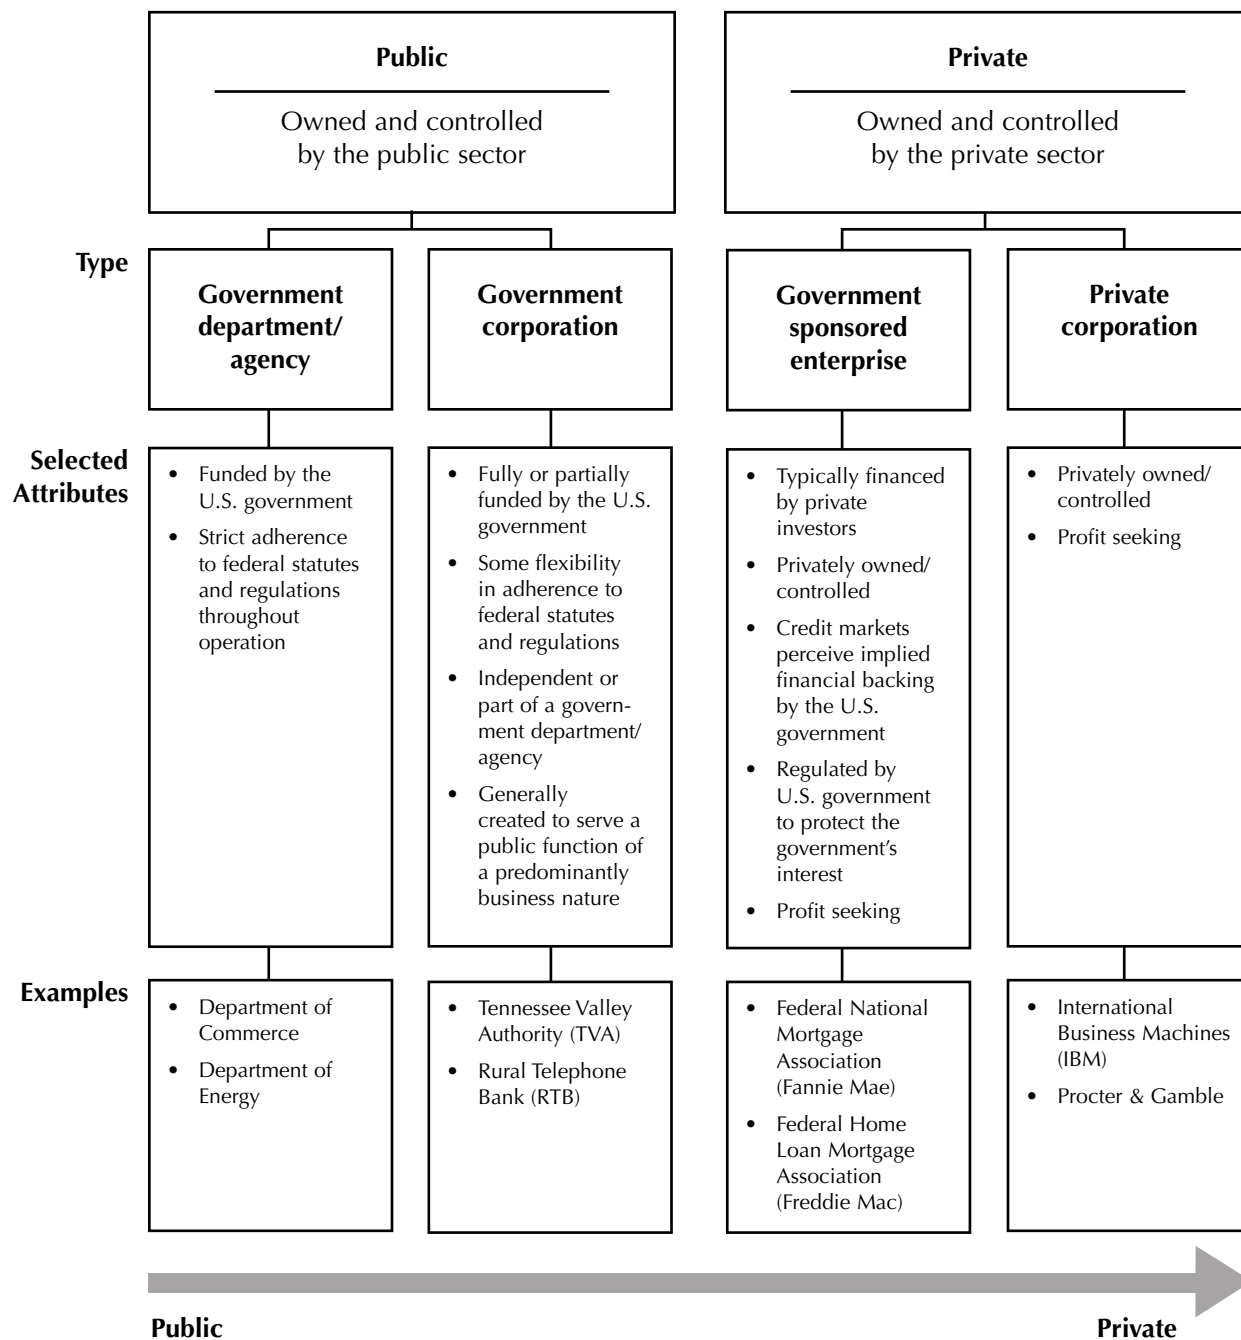 Public
Owned and controlled
by the public sector
Private
Owned and controlled
by the private sector
Type
Government
department/
agency
Government
corporation
Government
sponsored
enterprise
Private
corporation
Selected
Attributes
• Funded by the
U.S. government
• Strict adherence
to federal statutes
and regulations
throughout
operation
• Fully or partially
funded by the U.S.
government
• Some flexibility
in adherence to
federal statutes
and regulations
• Independent or
part of a govern-
ment department/
agency
• Generally
created to serve a
public function of
a predominantly
business nature
• Typically financed
by private
investors
• Privately owned/
controlled
• Credit markets
perceive implied
financial backing
by the U.S.
government
• Regulated by
U.S. government
to protect the
government’s
interest
• Profit seeking
• Privately owned/
controlled
• Profit seeking
Examples
• Department of
Commerce
• Department of
Energy
• Tennessee Valley
Authority (TVA)
• Rural Telephone
Bank (RTB)
• Federal National
Mortgage
Association
(Fannie Mae)
• Federal Home
Loan Mortgage
Association
(Freddie Mac)
• International
Business Machines
(IBM)
• Procter & Gamble
Public
Private